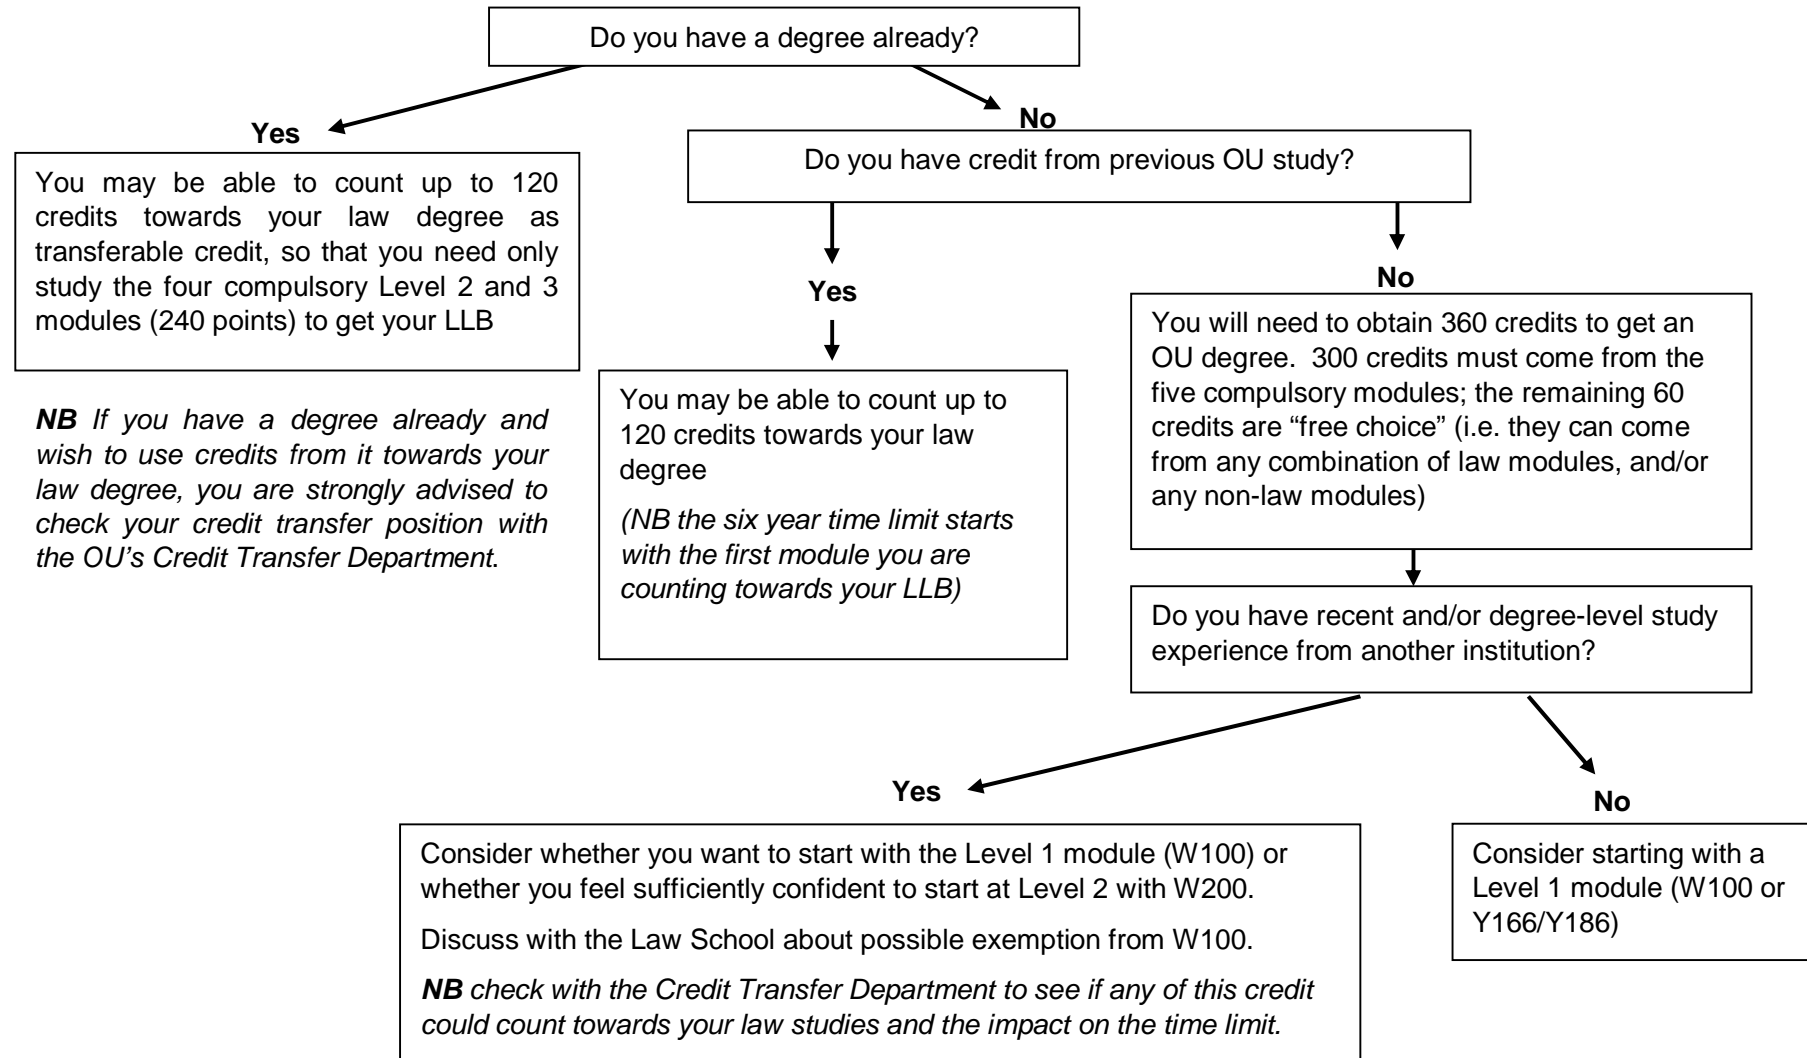 Do you have a degree already?
Yes
No
You may be able to count up to 120
credits towards your law degree as
transferable credit, so that you need only
study the four compulsory Level 2 and 3
modules (240 points) to get your LLB
NB If you have a degree already and
wish to use credits from it towards your
law degree, you are strongly advised to
check your credit transfer position with
the OU's Credit Transfer Department.
Do you have credit from previous OU study?
Yes
No
You may be able to count up to
120 credits towards your law
degree
(NB the six year time limit starts
with the first module you are
counting towards your LLB)
You will need to obtain 360 credits to get an
OU degree.  300 credits must come from the
five compulsory modules; the remaining 60
credits are “free choice” (i.e. they can come
from any combination of law modules, and/or
any non-law modules)
Do you have recent and/or degree-level study
experience from another institution?
Yes
No
Consider whether you want to start with the Level 1 module (W100) or
whether you feel sufficiently confident to start at Level 2 with W200.
Discuss with the Law School about possible exemption from W100.
NB check with the Credit Transfer Department to see if any of this credit
could count towards your law studies and the impact on the time limit.
Consider starting with a
Level 1 module (W100 or
Y166/Y186)